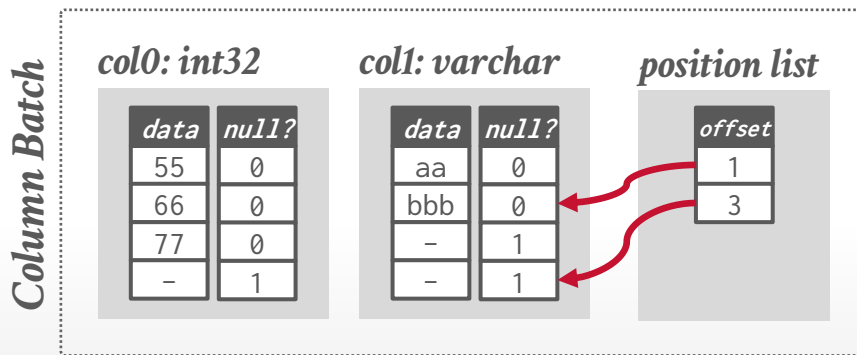 Column Batch
col0: int32 col1: varchar position list
data null? data null? offset
55 0 aa 0 1
66 0 bbb 0 3
77 0 - 1
- 1 - 1